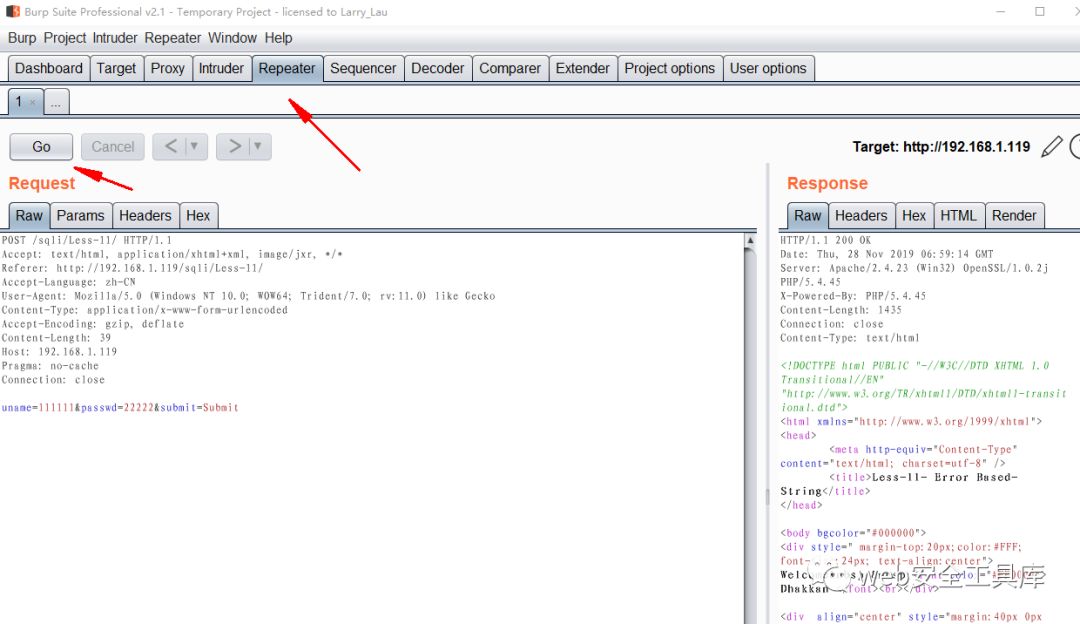 Burp Suite Professional v2.1 - Temporary Project - licensed to Larry_Lau
Burp Project Intruder Repeater Window Help
Dashboard Target Proxy Intruder Repeater Sequencer Decoder Comparer Extender Project options User options
1 × ...
Go Cancel < > Target: http://192.168.1.119
Request
Raw Params Headers Hex
POST /sqli/Less-11/ HTTP/1.1
Accept: text/html, application/xhtml+xml, image/jxr, */*
Referer: http://192.168.1.119/sqli/Less-11/
Accept-Language: zh-CN
User-Agent: Mozilla/5.0 (Windows NT 10.0; WOW64; Trident/7.0; rv:11.0) like Gecko
Content-Type: application/x-www-form-urlencoded
Accept-Encoding: gzip, deflate
Content-Length: 39
Host: 192.168.1.119
Pragma: no-cache
Connection: close
uname=111111&passwd=22222&submit=Submit
Response
Raw Headers Hex HTML Render
HTTP/1.1 200 OK
Date: Thu, 28 Nov 2019 06:59:14 GMT
Server: Apache/2.4.23 (Win32) OpenSSL/1.0.2j
PHP/5.4.45
X-Powered-By: PHP/5.4.45
Content-Length: 1435
Connection: close
Content-Type: text/html
<!DOCTYPE html PUBLIC "-//W3C//DTD XHTML 1.0
Transitional//EN"
"http://www.w3.org/TR/xhtml1/DTD/xhtml1-transit
ional.dtd">
<html xmlns="http://www.w3.org/1999/xhtml">
<head>
<meta http-equiv="Content-Type"
content="text/html; charset=utf-8" />
<title>Less-11- Error Based-
String</title>
</head>
<body bgcolor="#000000">
<div style=" margin-top:20px;color:#FFF;
24px; text-align:center">
Dhakkan <br></div>
<div align="center" style="margin:40px 0px
web安全工具库